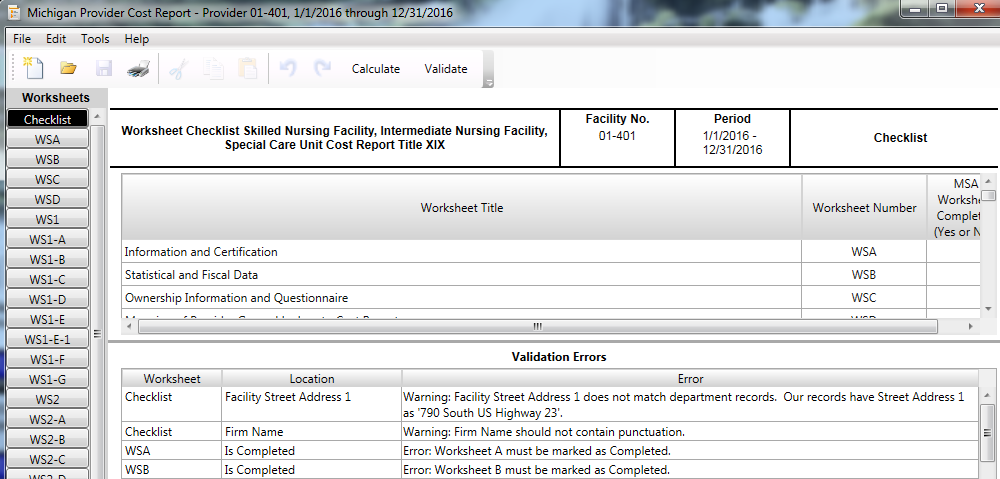 Michigan Provider Cost Report - Provider 01-401, 1/1/2016 through 12/31/2016
File Edit Tools Help
Calculate Validate
Worksheets
Checklist
WSA
WSB
WSC
WSD
WS1
WS1-A
WS1-B
WS1-C
WS1-D
WS1-E
WS1-E-1
WS1-F
WS1-G
WS2
WS2-A
WS2-B
WS2-C
WS2-D
Worksheet Checklist Skilled Nursing Facility, Intermediate Nursing Facility,
Special Care Unit Cost Report Title XIX
Facility No.
01-401
Period
1/1/2016 -
12/31/2016
Checklist
Worksheet Title Worksheet Number
MSA
Workshe
Complet
(Yes or N
Information and Certification WSA
Statistical and Fiscal Data WSB
Ownership Information and Questionnaire WSC
WSD
Validation Errors
Worksheet Location Error
Checklist Facility Street Address 1 Warning: Facility Street Address 1 does not match department records. Our records have Street Address 1
as '790 South US Highway 23'.
Checklist Firm Name Warning: Firm Name should not contain punctuation.
WSA Is Completed Error: Worksheet A must be marked as Completed.
WSB Is Completed Error: Worksheet B must be marked as Completed.